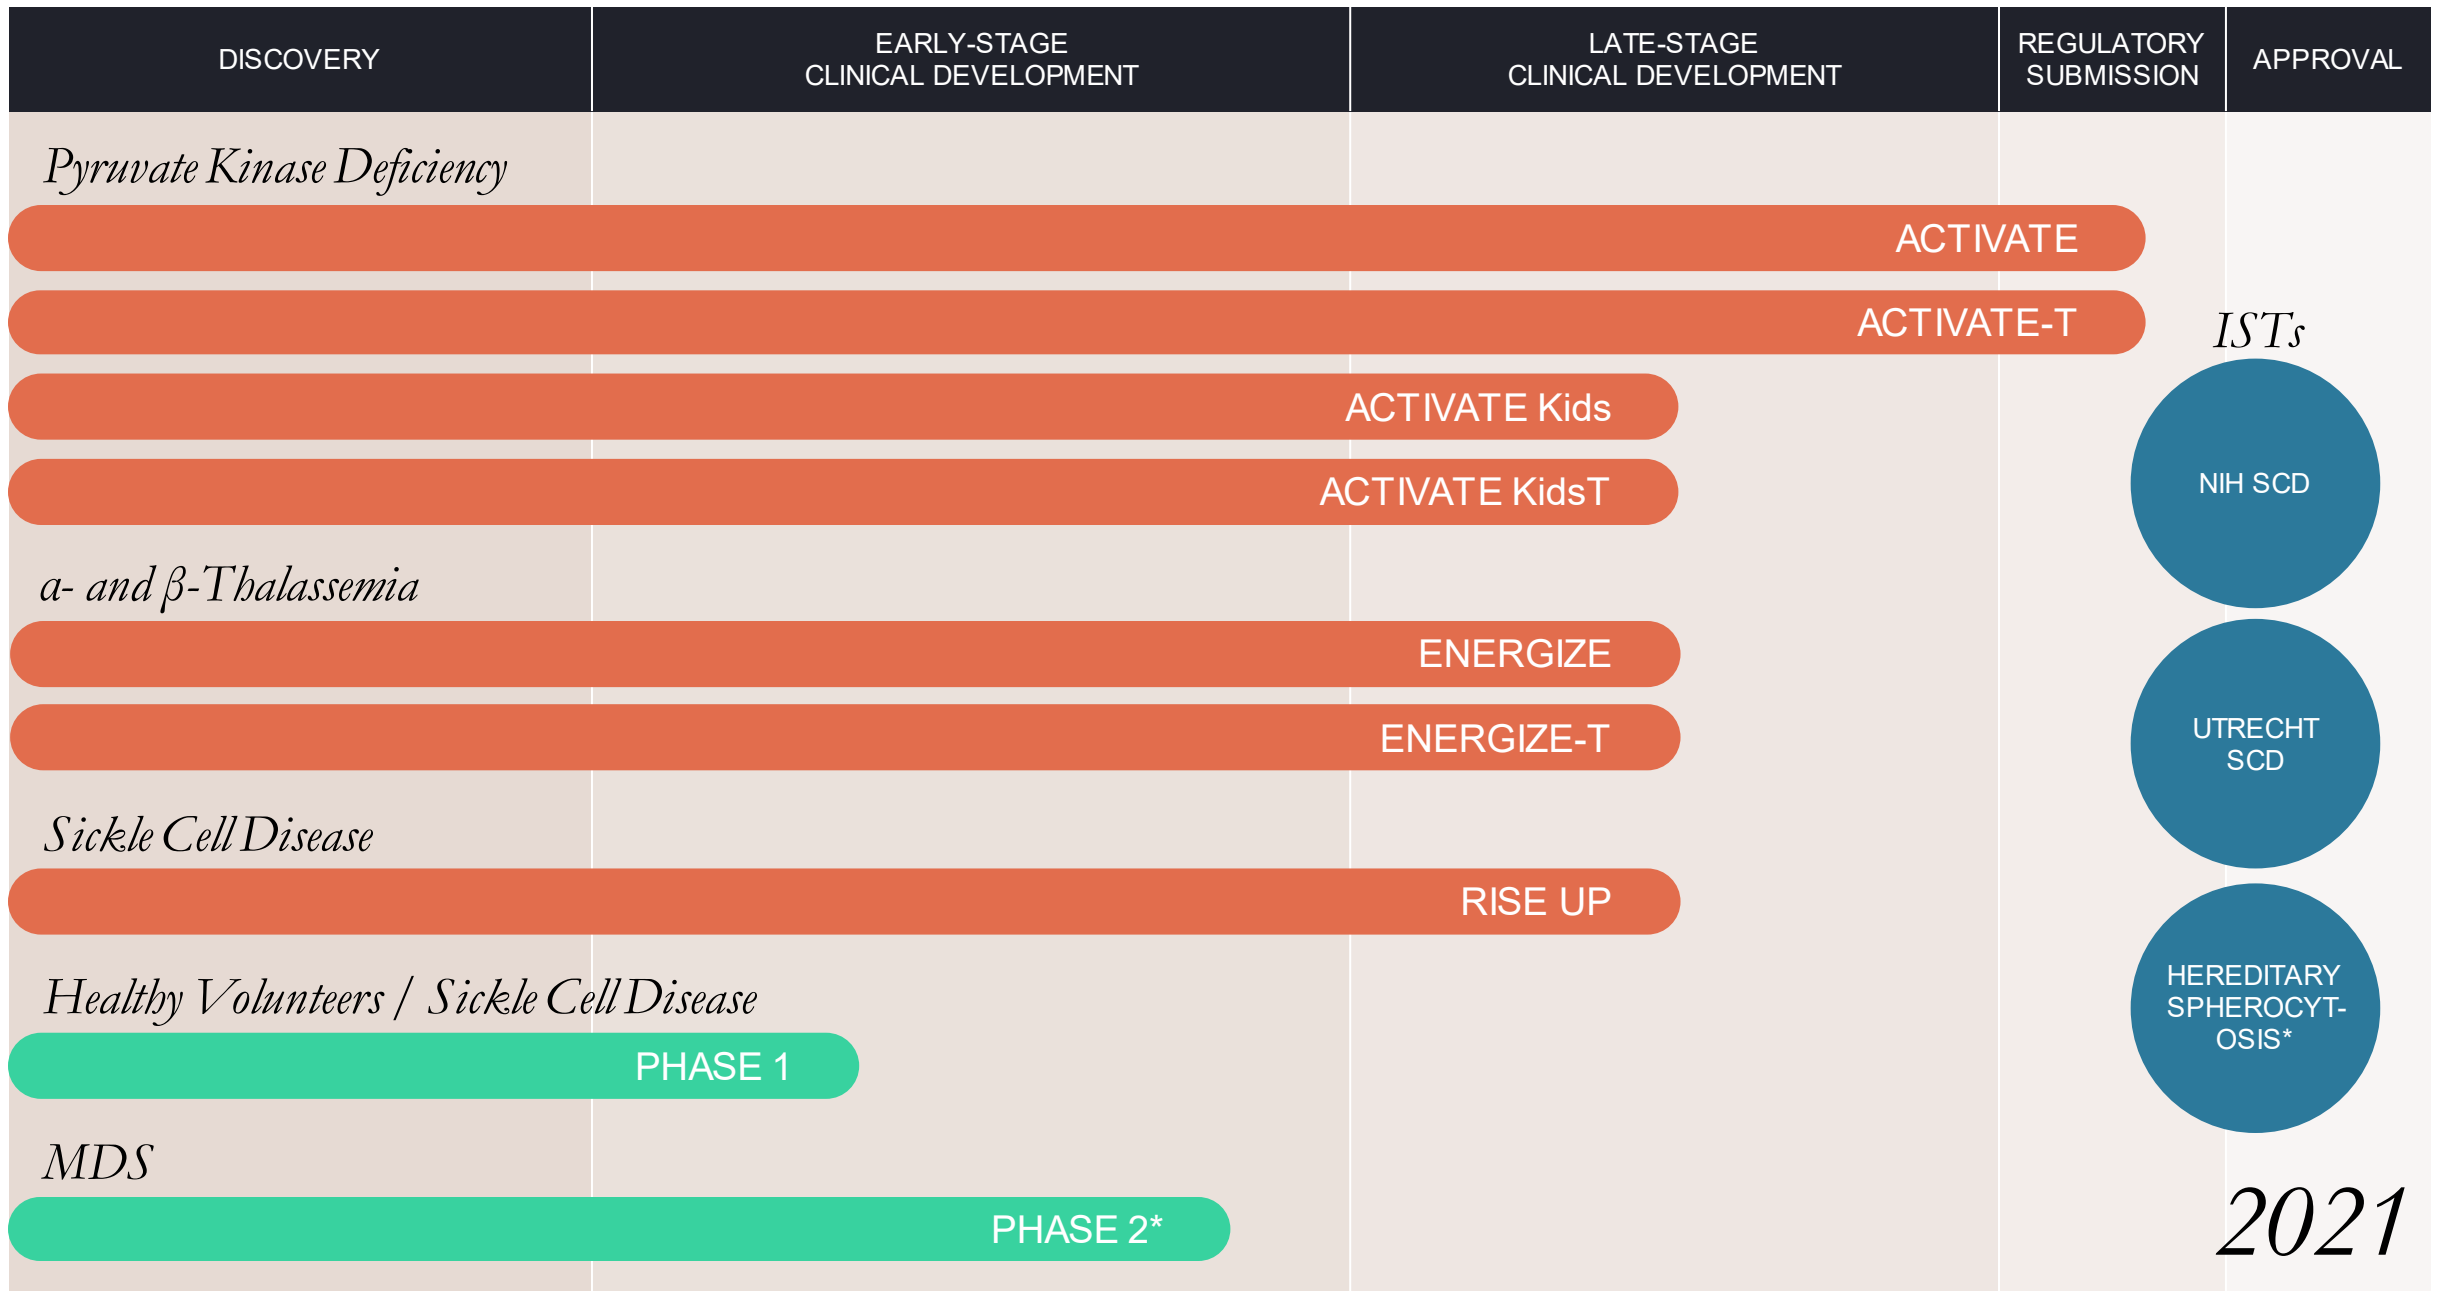 DISCOVERY
EARLY-STAGE
CLINICAL DEVELOPMENT
LATE-STAGE
CLINICAL DEVELOPMENT
REGULATORY
SUBMISSION
APPROVAL
Pyruvate Kinase Deficiency
ACTIVATE
ACTIVATE-T
ACTIVATE Kids
ACTIVATE KidsT
α- and β-Thalassemia
ENERGIZE
ENERGIZE-T
Sickle Cell Disease
RISE UP
Healthy Volunteers / Sickle Cell Disease
PHASE 1
MDS
PHASE 2*
ISTs
NIH SCD
UTRECHT
SCD
HEREDITARY
SPHEROCYT-
OSIS*
2021